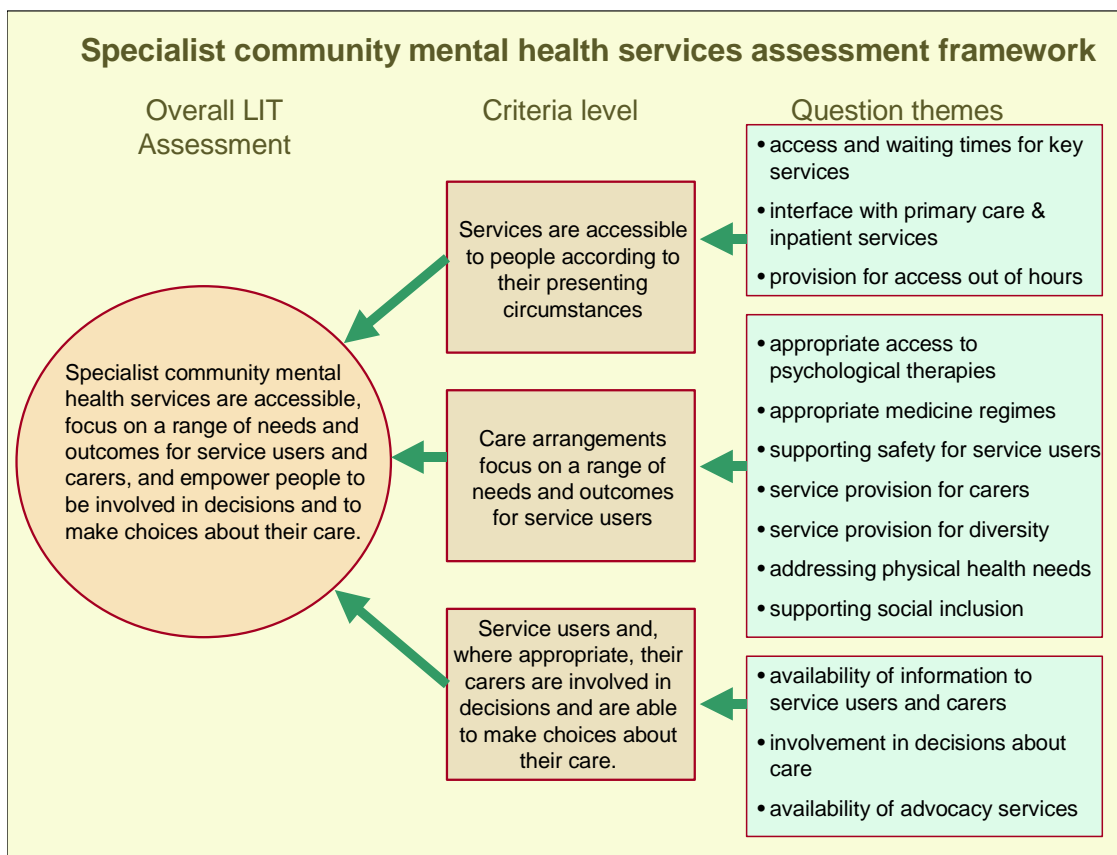 Specialist community mental health services assessment framework
Overall LIT
Assessment
Criteria level
Question themes
Specialist community mental
health services are accessible,
focus on a range of needs and
outcomes for service users and
carers, and empower people to
be involved in decisions and to
make choices about their care.
Services are accessible
to people according to
their presenting
circumstances
Care arrangements
focus on a range of
needs and outcomes
for service users
Service users and,
where appropriate, their
carers are involved in
decisions and are able
to make choices about
their care.
• access and waiting times for key
services
• interface with primary care &
inpatient services
• provision for access out of hours
• appropriate access to
psychological therapies
• appropriate medicine regimes
• supporting safety for service users
• service provision for carers
• service provision for diversity
• addressing physical health needs
• supporting social inclusion
• availability of information to
service users and carers
• involvement in decisions about
care
• availability of advocacy services